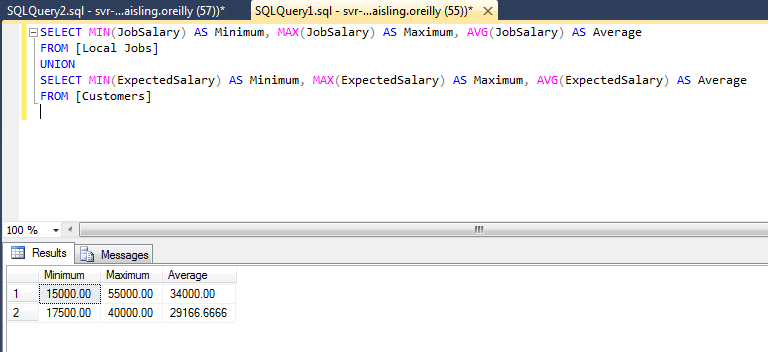 SQLQuery2.sql - svr-...aisling.oreilly (57))* SQLQuery1.sql - svr-...aisling.oreilly (55))*
SELECT MIN(JobSalary) AS Minimum, MAX(JobSalary) AS Maximum, AVG(JobSalary) AS Average
FROM [Local Jobs]
UNION
SELECT MIN(ExpectedSalary) AS Minimum, MAX(ExpectedSalary) AS Maximum, AVG(ExpectedSalary) AS Average
FROM [Customers]
100 %
Results Messages
Minimum Maximum Average
1 15000.00 55000.00 34000.00
2 17500.00 40000.00 29166.6666